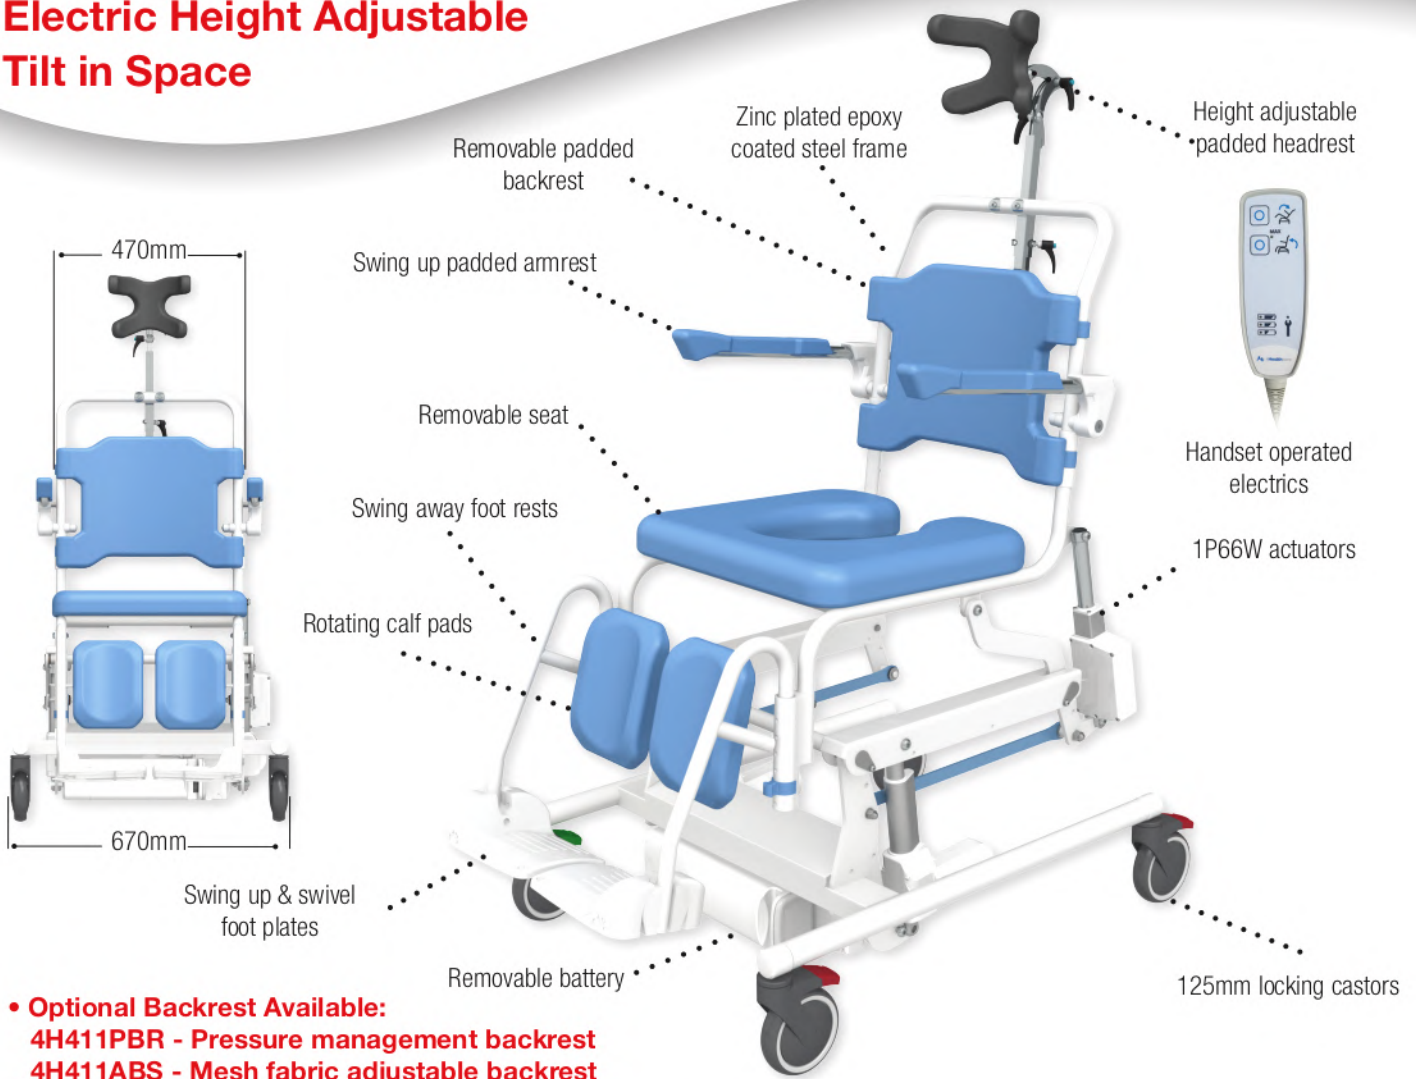 Electric Height Adjustable
Tilt in Space
Zinc plated epoxy
coated steel frame
Height adjustable
padded headrest
Removable padded
backrest
470mm
Swing up padded armrest
MAX
Removable seat
Handset operated
electrics
Swing away foot rests
1P66W actuators
Rotating calf pads
670mm
Swing up & swivel
foot plates
Removable battery
125mm locking castors
• Optional Backrest Available:
4H411PBR - Pressure management backrest
4H411ABS - Mesh fabric adjustable backrest